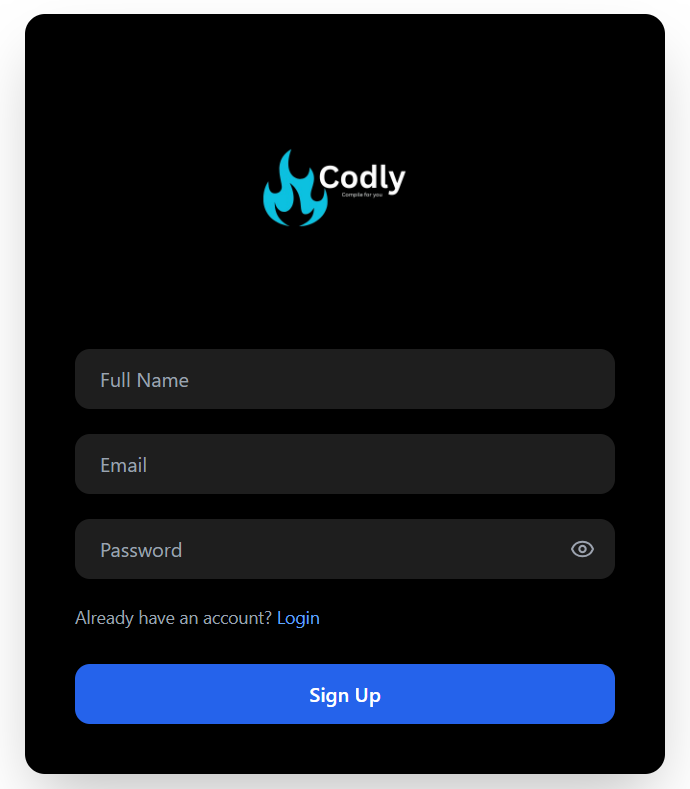 Codly
Compile for you
Full Name
Email
Password
Already have an account? Login
Sign Up